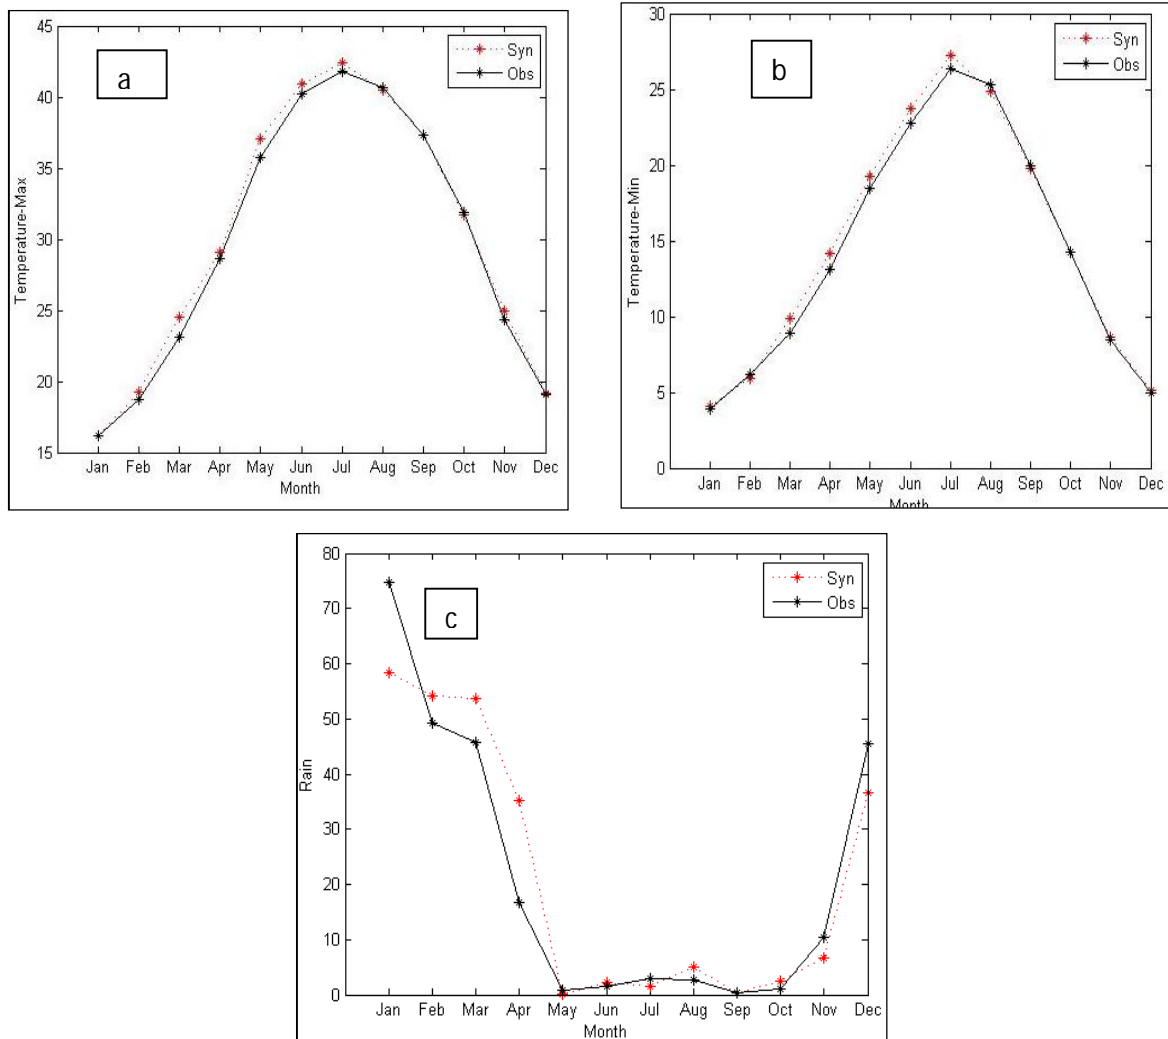 45
40
35
30
25
20
15
Temperature-Max
a
Syn
Obs
Jan Feb Mar Apr May Jun Jul Aug Sep Oct Nov Dec
Month
30
25
20
15
10
5
0
Temperature-Min
b
Syn
Obs
Jan Feb Mar Apr May Jun Jul Aug Sep Oct Nov Dec
Month
80
70
60
50
40
30
20
10
0
Rain
c
Syn
Obs
Jan Feb Mar Apr May Jun Jul Aug Sep Oct Nov Dec
Month